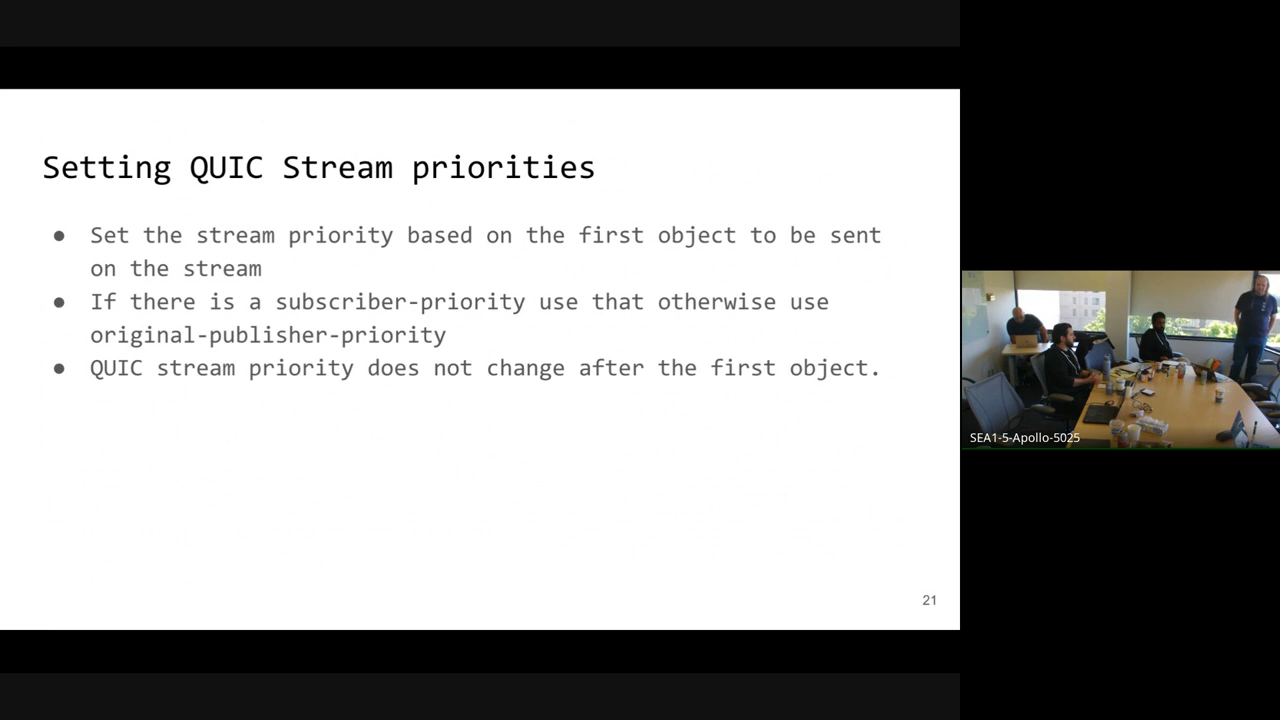 Setting QUIC Stream priorities
● Set the stream priority based on the first object to be sent
on the stream
● If there is a subscriber-priority use that otherwise use
original-publisher-priority
● QUIC stream priority does not change after the first object.
21
SEA1-5-Apollo-5025